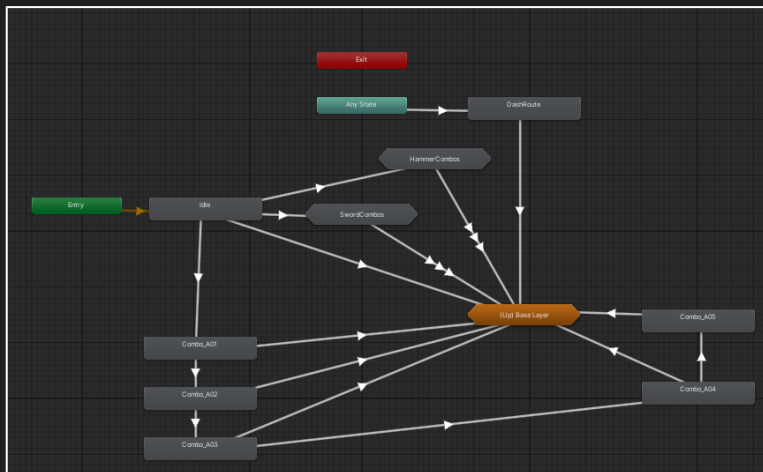 Exit
Any State
DashRoute
HammerCombos
Entry
Idle
SwordCombos
(Up) Base Layer
Combo_A05
Combo_A01
Combo_A02
Combo_A04
Combo_A03